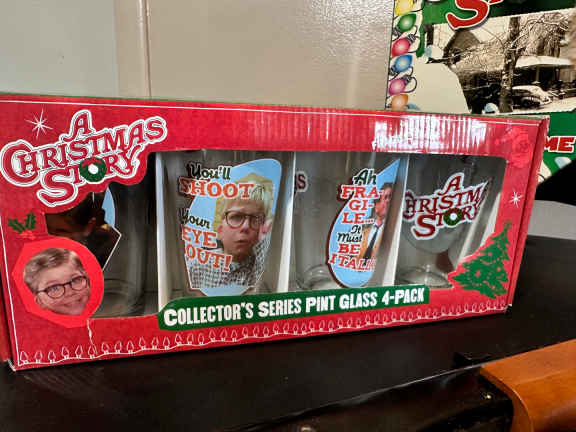 A
CHRISTMAS
STORY
You'll
SHOOT
Your
EYE
OUT!
Ah
FRA-
GI-
LE...
It
Must
BE
ITALIAN
A
CHRISTMAS
STORY
COLLECTOR'S SERIES PINT GLASS 4-PACK